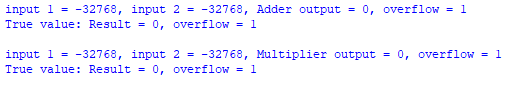 input 1 = -32768, input 2 = -32768, Adder output = 0, overflow = 1
True value: Result = 0, overflow = 1
input 1 = -32768, input 2 = -32768, Multiplier output = 0, overflow = 1
True value: Result = 0, overflow = 1